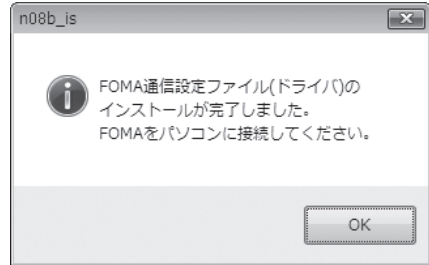 n08b_is
FOMA通信設定ファイル(ドライバ)の
インストールが完了しました。
FOMAをパソコンに接続してください。
OK